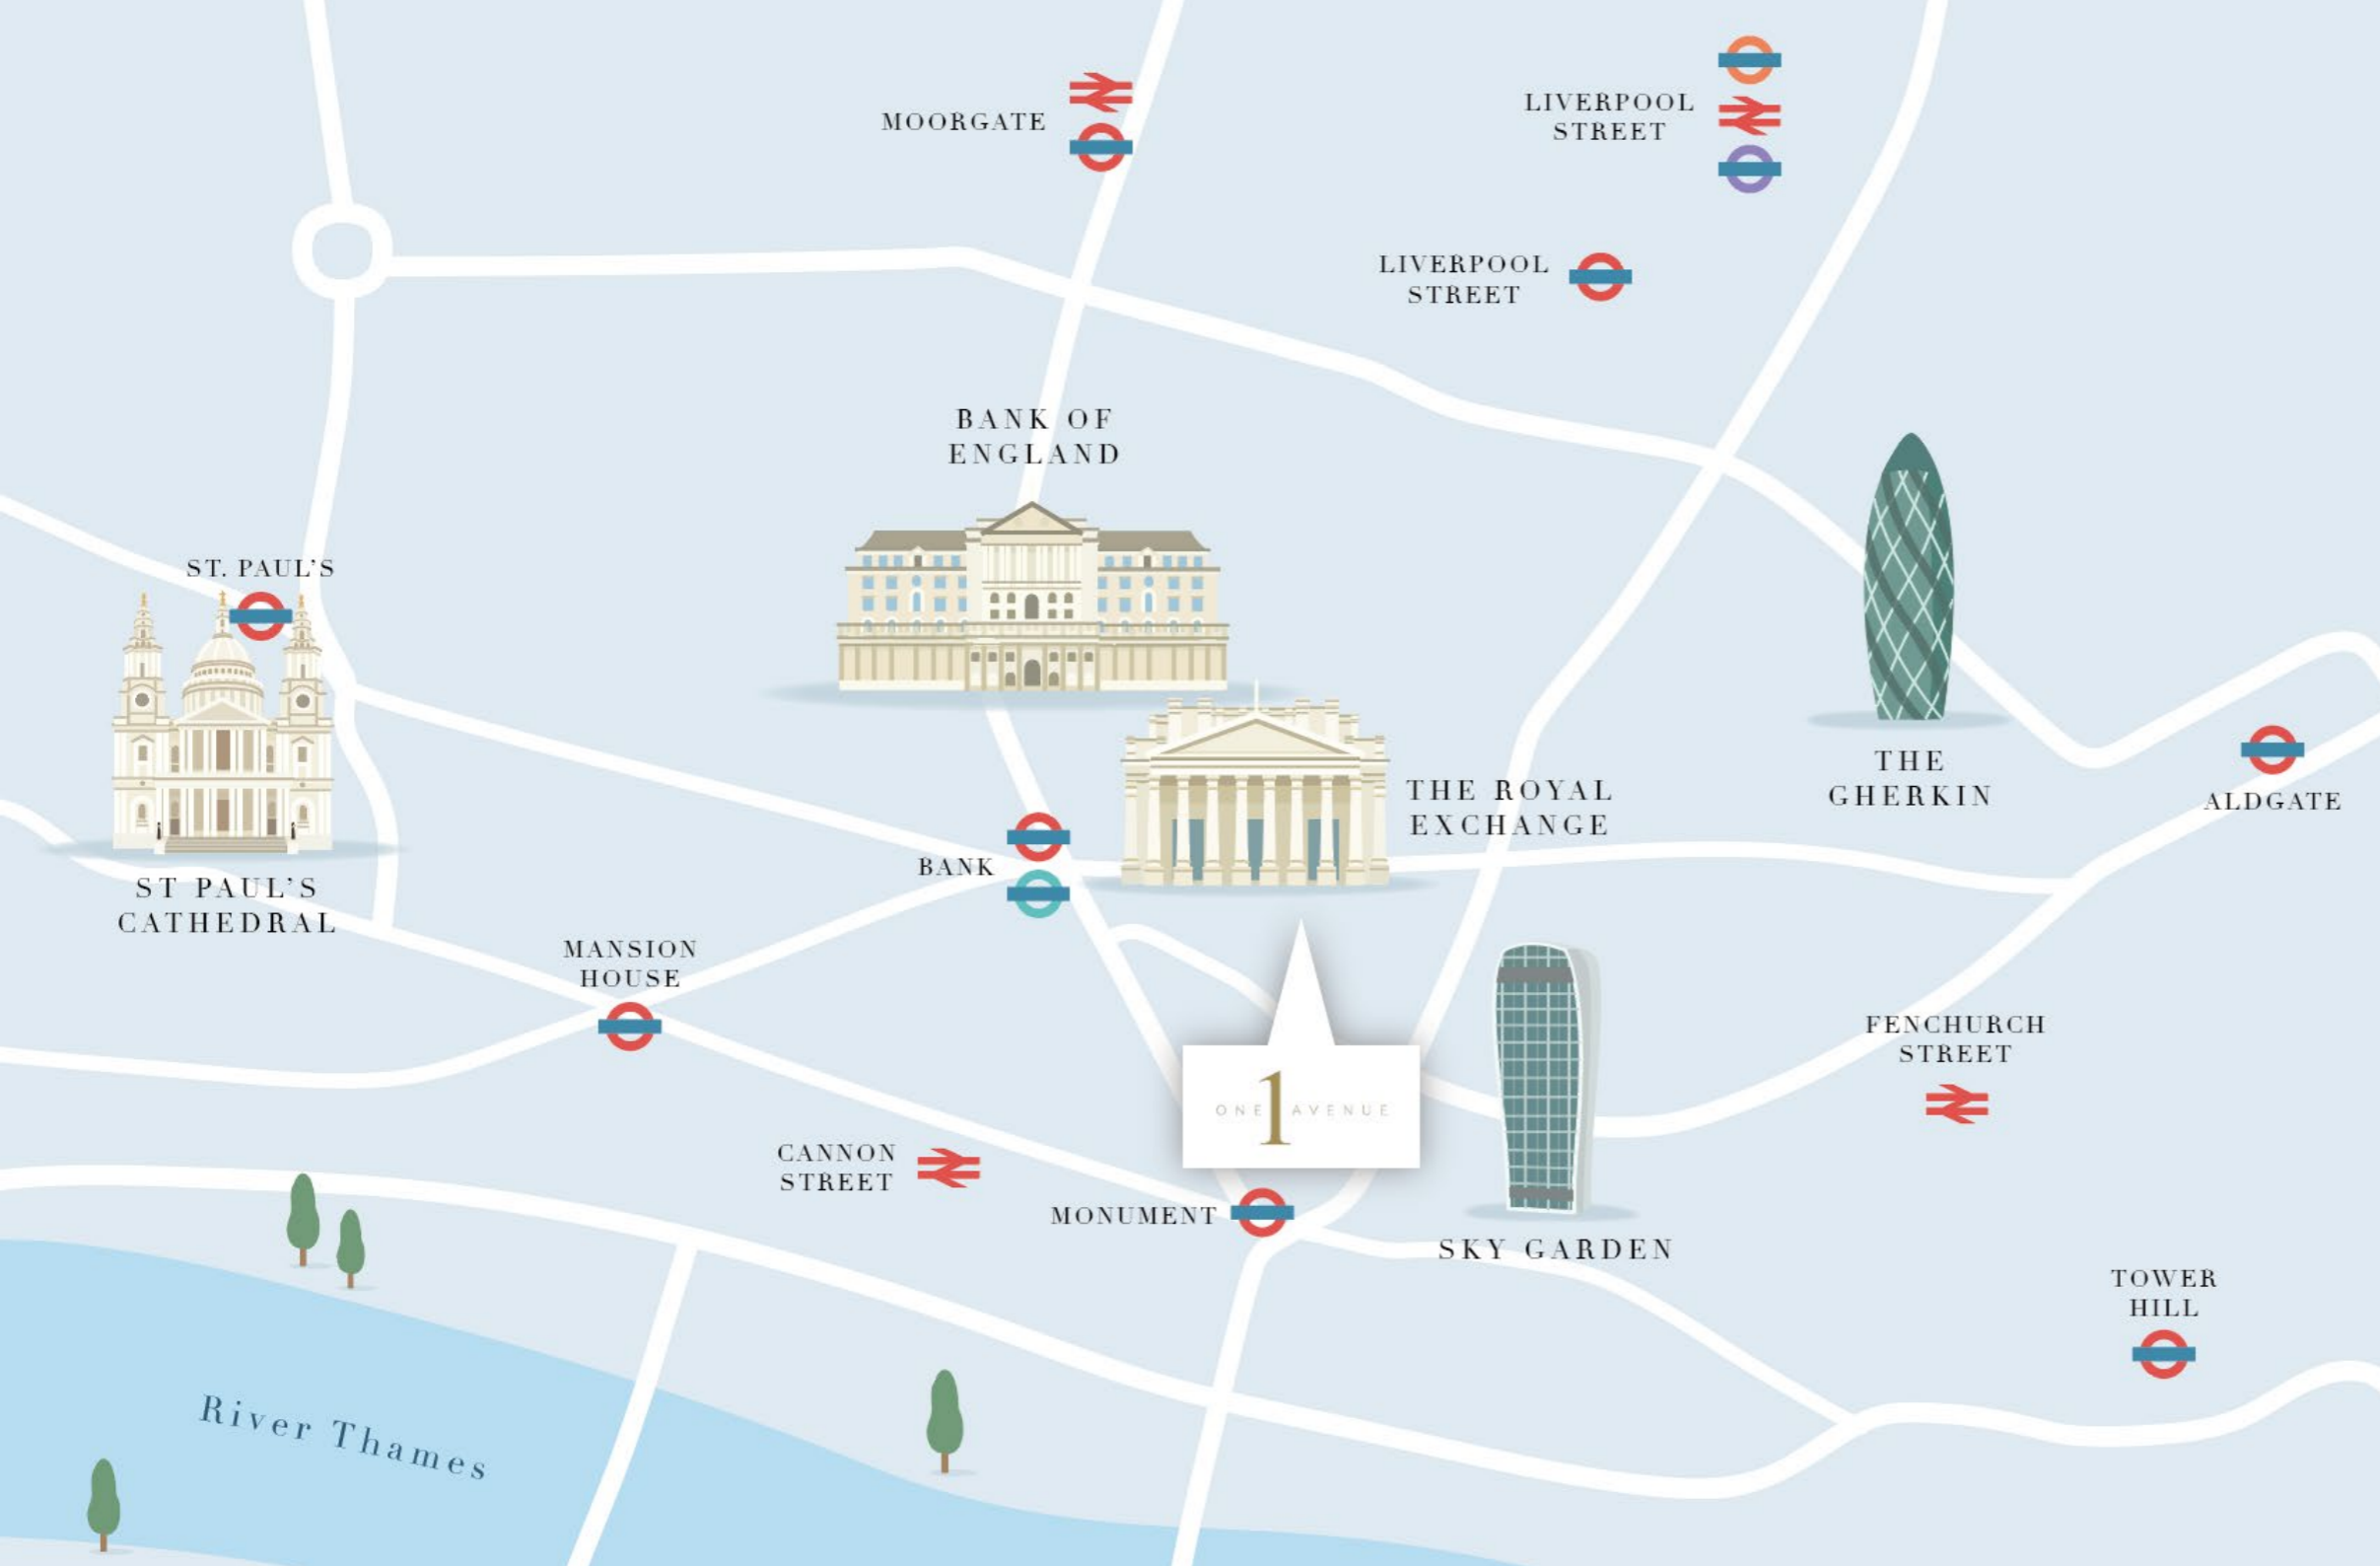 MOORGATE
LIVERPOOL
STREET
LIVERPOOL
STREET
BANK OF
ENGLAND
ST. PAUL'S
THE ROYAL
EXCHANGE
THE
GHERKIN
ALDGATE
BANK
ST PAUL'S
CATHEDRAL
MANSION
HOUSE
FENCHURCH
STREET
ONE 1 AVENUE
CANNON
STREET
MONUMENT
SKY GARDEN
TOWER
HILL
River Thames